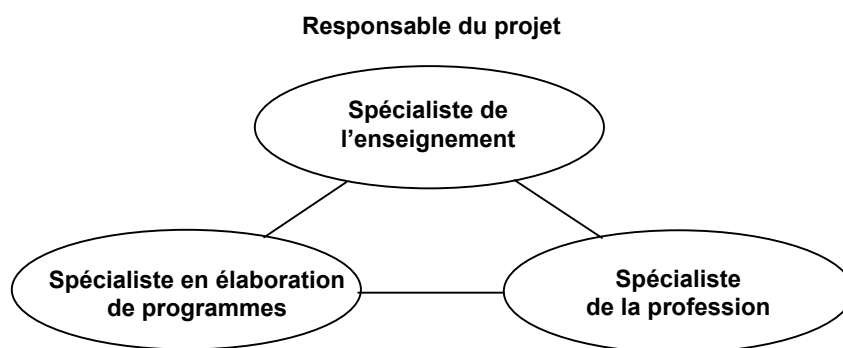 Responsable du projet
Spécialiste de
l’enseignement
Spécialiste en élaboration
de programmes
Spécialiste
de la profession